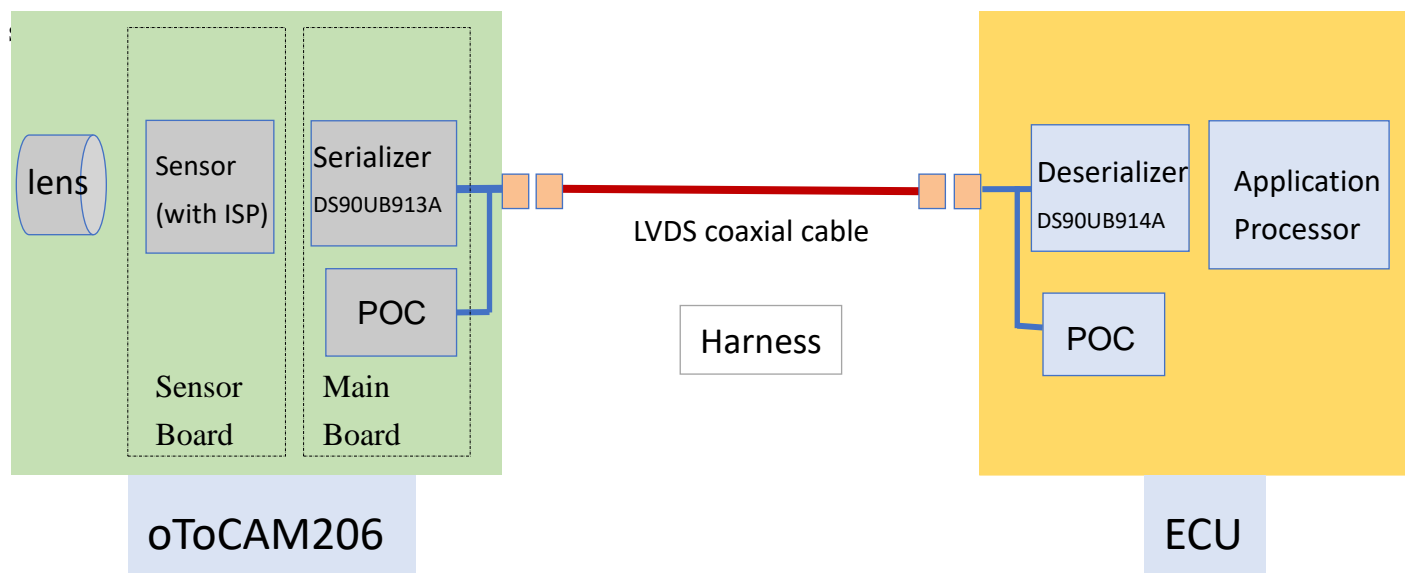 lens
Sensor
(with ISP)
Serializer
DS90UB913A
POC
Sensor
Board
Main
Board
oToCAM206
LVDS coaxial cable
Harness
Deserializer
DS90UB914A
POC
Application
Processor
ECU